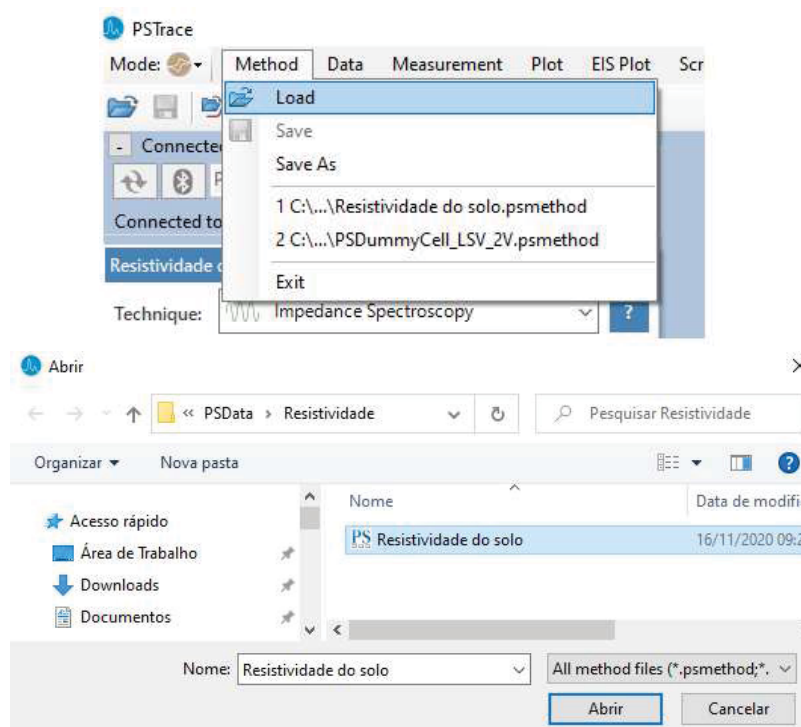 PSTrace
Mode: Method Data Measurement Plot EIS Plot Scr
Load
- Connecte
Save
Save As
Connected to
1 C:\...\Resistividade do solo.psmethod
2 C:\...\PSDummyCell_LSV_2V.psmethod
Resistividade
Exit
Technique: Impedance Spectroscopy ?
Abrir
« PSData › Resistividade Pesquisar Resistividade
Organizar Nova pasta ?
Nome Data de modifi
Acesso rápido
PS Resistividade do solo 16/11/2020 09:2
Área de Trabalho
Downloads
Documentos
Nome: Resistividade do solo All method files (*.psmethod;*.
Abrir Cancelar